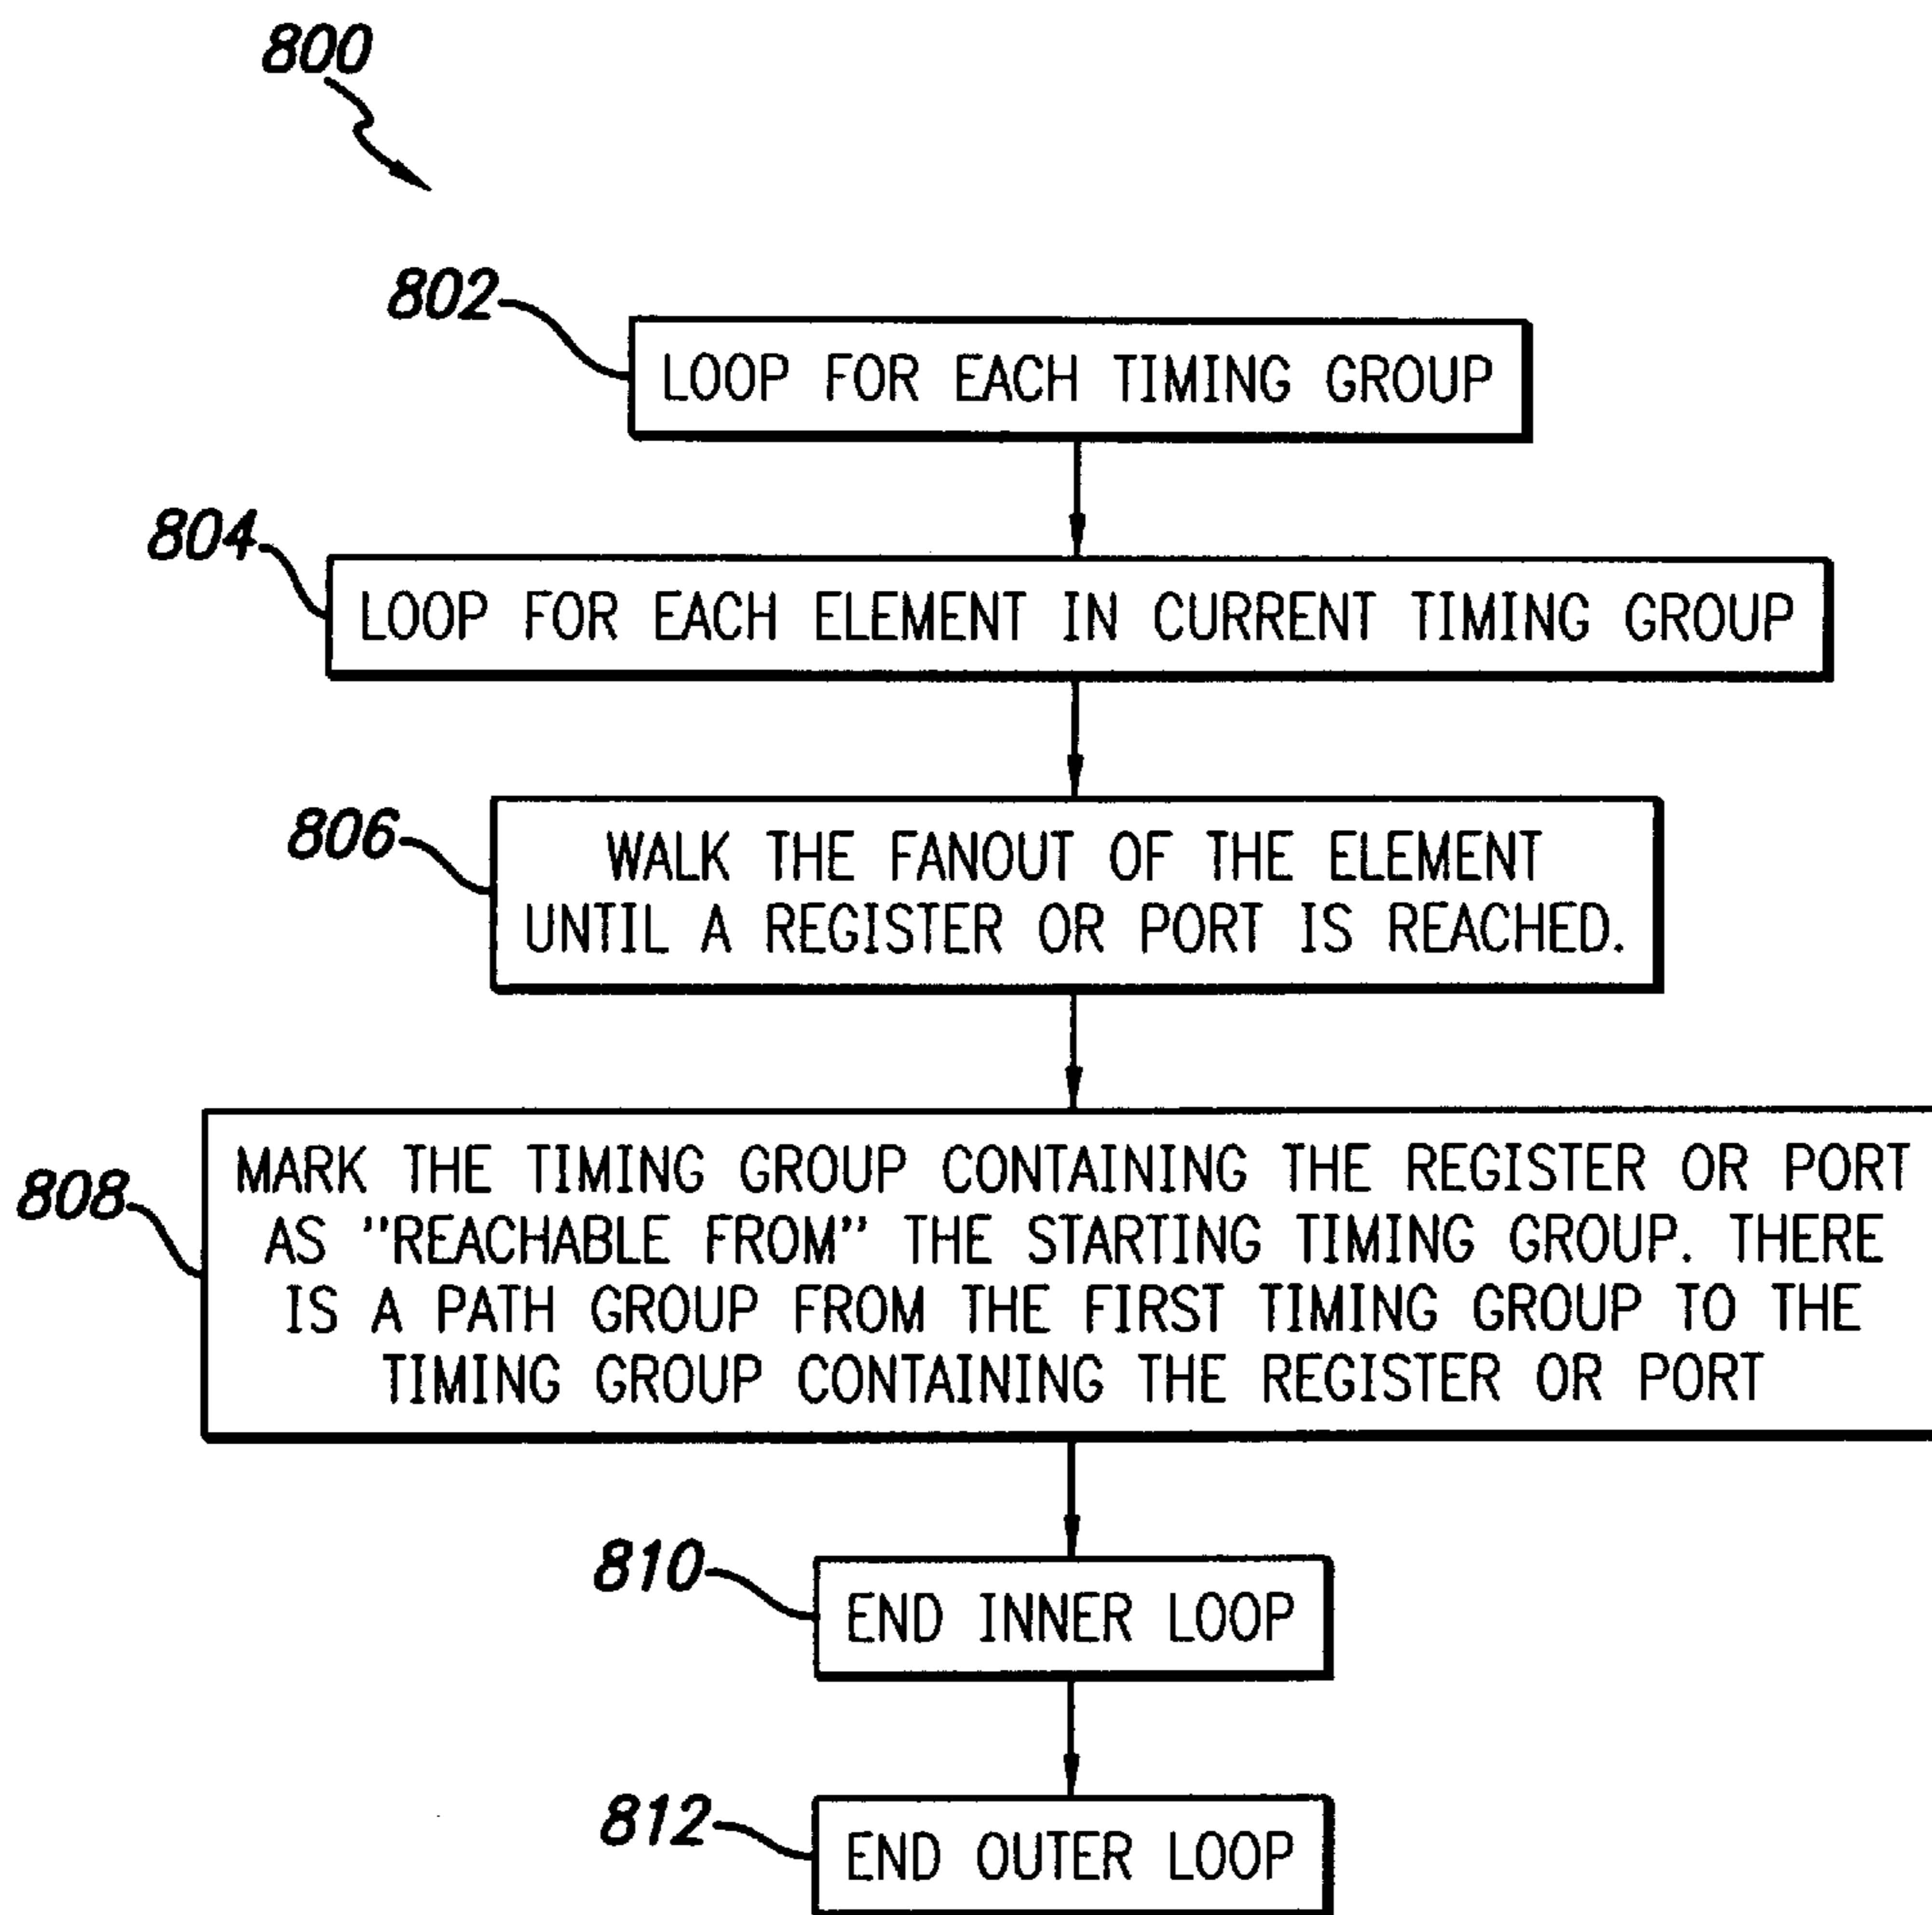 800
802
LOOP FOR EACH TIMING GROUP
804
LOOP FOR EACH ELEMENT IN CURRENT TIMING GROUP
806
WALK THE FANOUT OF THE ELEMENT
UNTIL A REGISTER OR PORT IS REACHED.
808
MARK THE TIMING GROUP CONTAINING THE REGISTER OR PORT
AS "REACHABLE FROM" THE STARTING TIMING GROUP. THERE
IS A PATH GROUP FROM THE FIRST TIMING GROUP TO THE
TIMING GROUP CONTAINING THE REGISTER OR PORT
810
END INNER LOOP
812
END OUTER LOOP